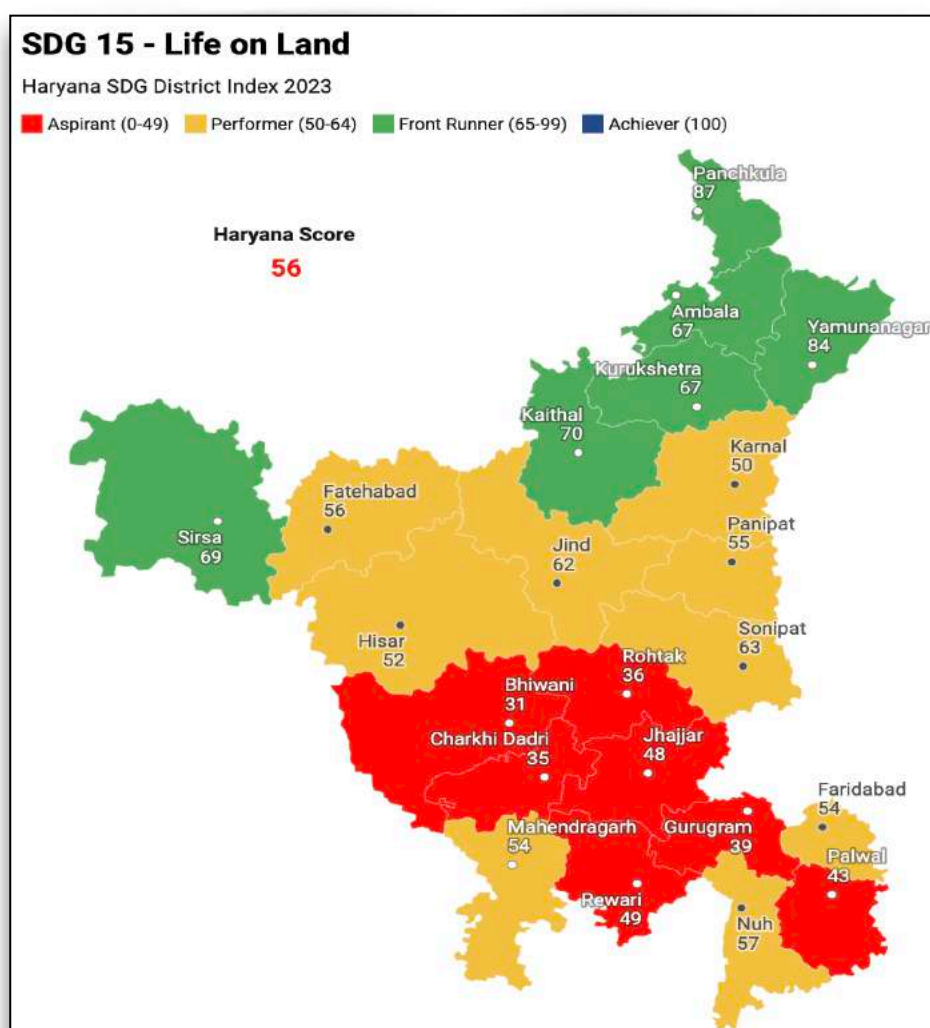 SDG 15 - Life on Land
Haryana SDG District Index 2023
Aspirant (0-49) Performer (50-64) Front Runner (65-99) Achiever (100)
Panchkula
87
Haryana Score
56
Ambala
67
Yamunanagar
84
Kurukshetra
67
Kaithal
70
Karnal
50
Fatehabad
56
Panipat
55
Sirsa
69
Jind
62
Hisar
52
Sonipat
63
Rohtak
36
Bhiwani
31
Charkhi Dadri
35
Jhajjar
48
Faridabad
54
Mahendragarh
54
Gurugram
39
Palwal
43
Rewari
49
Nuh
57